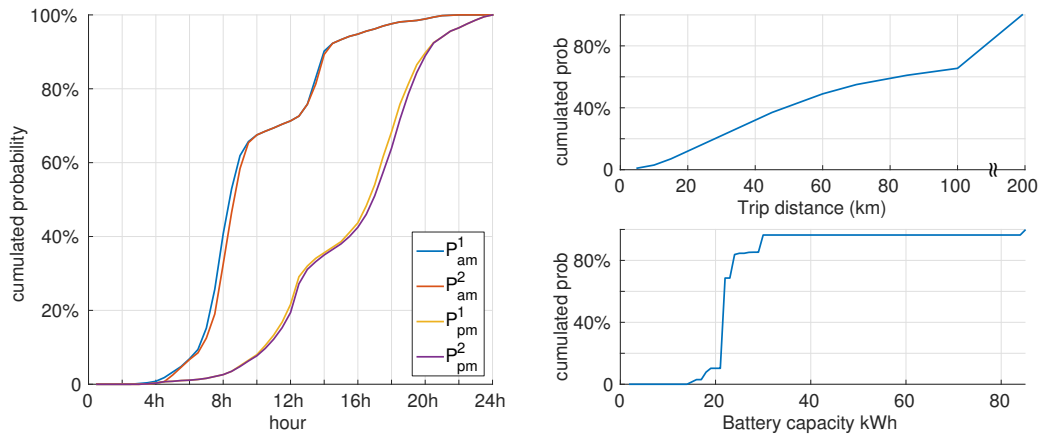 100%
80%
60%
40%
20%
0
cumulated probability
0 4h 8h 12h 16h 20h 24h
hour
P¹am
P²am
P¹pm
P²pm
80%
40%
0
cumulated prob
0 20 40 60 80 100 200
≈
Trip distance (km)
80%
40%
0
cumulated prob
0 20 40 60 80
Battery capacity kWh